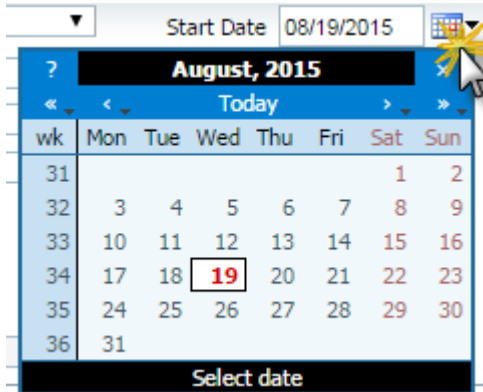 Start Date 08/19/2015
? August, 2015 ×
« ‹ Today › »
wk Mon Tue Wed Thu Fri Sat Sun
31 1 2
32 3 4 5 6 7 8 9
33 10 11 12 13 14 15 16
34 17 18 19 20 21 22 23
35 24 25 26 27 28 29 30
36 31
Select date